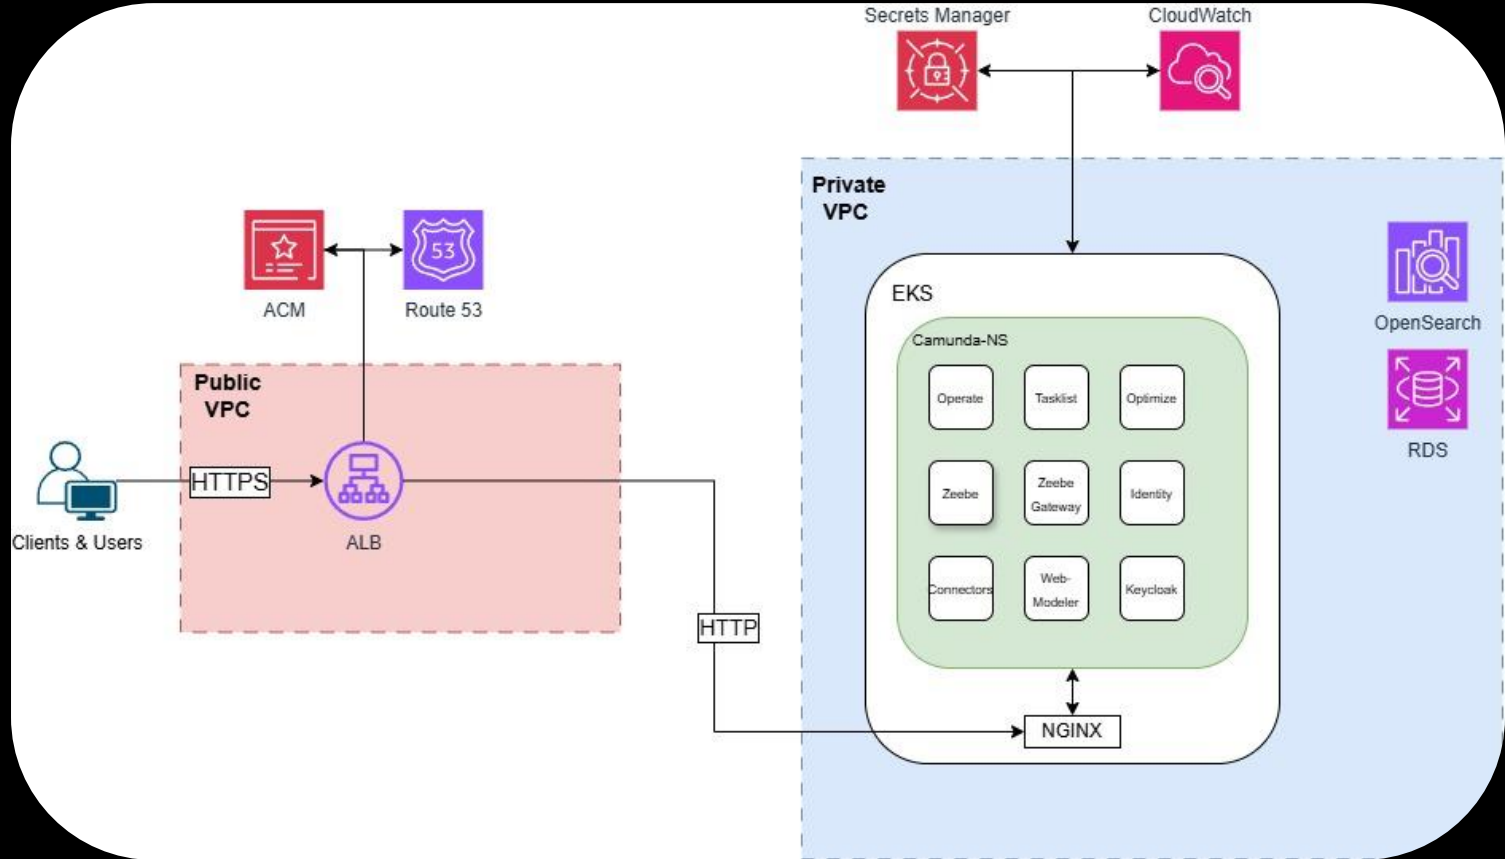 Secrets Manager
CloudWatch
Private
VPC
53
ACM
Route 53
EKS
OpenSearch
Camunda-NS
Public
VPC
Operate
Tasklist
Optimize
RDS
HTTPS
Zeebe
Zeebe
Gateway
Identity
Clients & Users
ALB
Connectors
Web-
Modeler
Keycloak
HTTP
NGINX